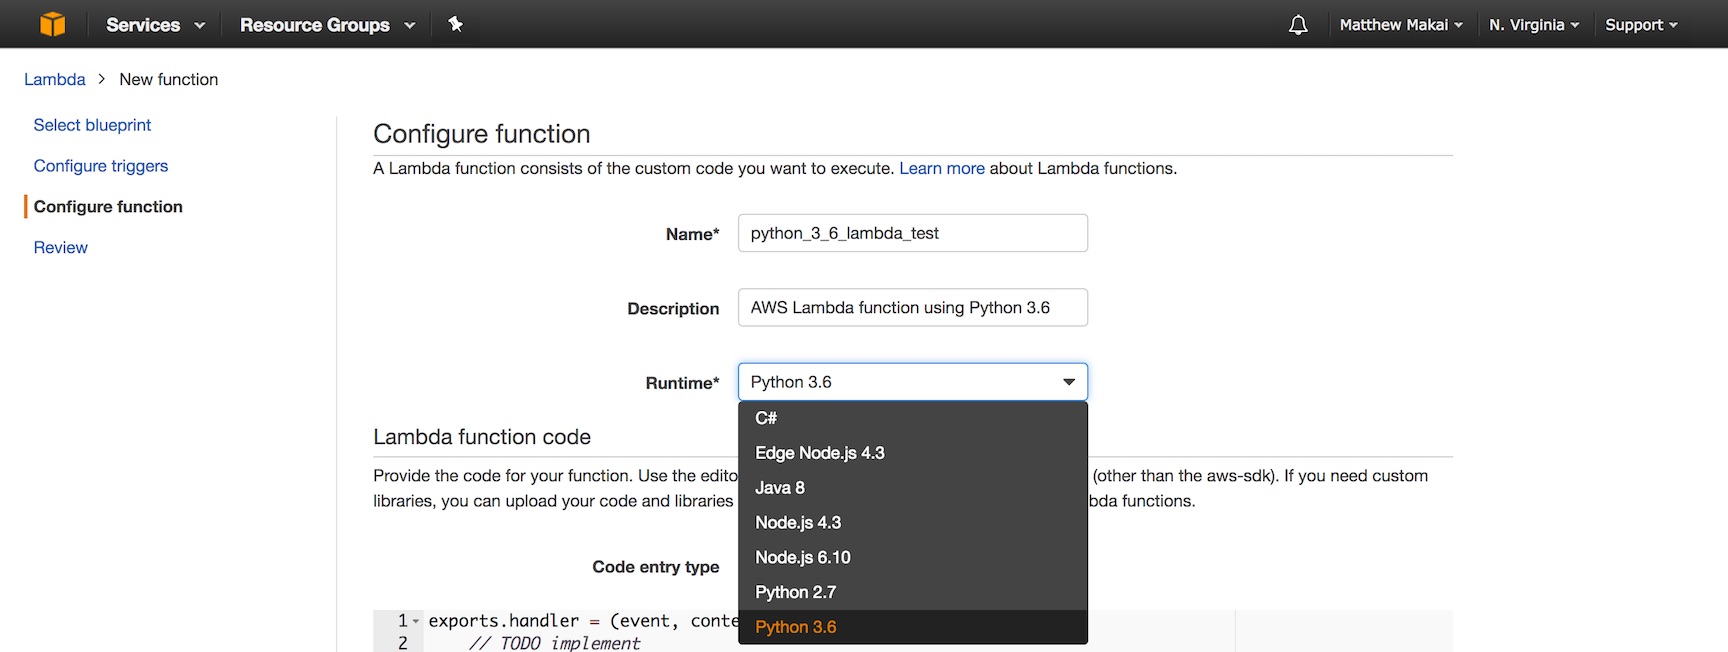 Services Resource Groups Matthew Makai N. Virginia Support
Lambda > New function
Select blueprint
Configure triggers
Configure function
Review
Configure function
A Lambda function consists of the custom code you want to execute. Learn more about Lambda functions.
Name* python_3_6_lambda_test
Description AWS Lambda function using Python 3.6
Runtime* Python 3.6
C#
Edge Node.js 4.3
Java 8
Node.js 4.3
Node.js 6.10
Python 2.7
Python 3.6
Lambda function code
Provide the code for your function. Use the edito (other than the aws-sdk). If you need custom
libraries, you can upload your code and libraries bda functions.
Code entry type
1 exports.handler = (event, conte
2 // TODO implement